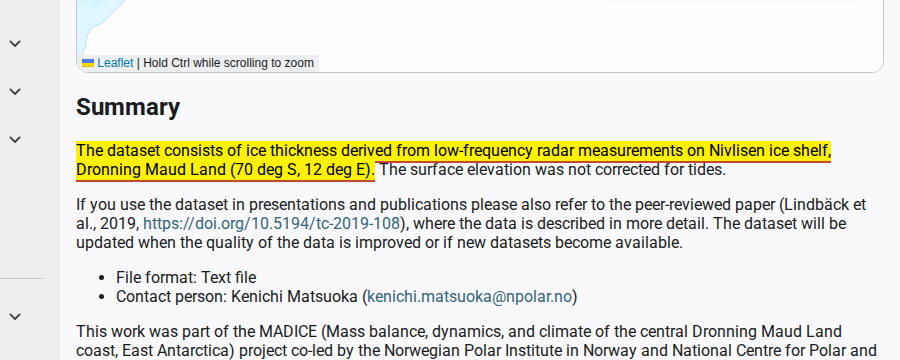 Leaflet | Hold Ctrl while scrolling to zoom
Summary
The dataset consists of ice thickness derived from low-frequency radar measurements on Nivlisen ice shelf,
Dronning Maud Land (70 deg S, 12 deg E). The surface elevation was not corrected for tides.
If you use the dataset in presentations and publications please also refer to the peer-reviewed paper (Lindbäck et
al., 2019, https://doi.org/10.5194/tc-2019-108), where the data is described in more detail. The dataset will be
updated when the quality of the data is improved or if new datasets become available.
• File format: Text file
• Contact person: Kenichi Matsuoka (kenichi.matsuoka@npolar.no)
This work was part of the MADICE (Mass balance, dynamics, and climate of the central Dronning Maud Land
coast, East Antarctica) project co-led by the Norwegian Polar Institute in Norway and National Centre for Polar and